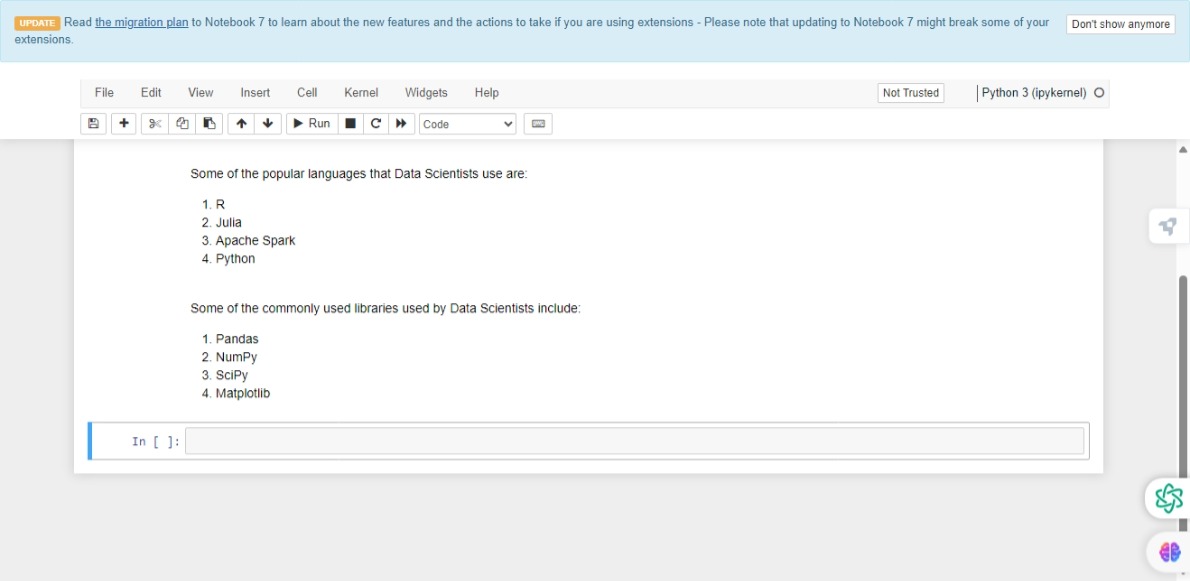 UPDATE Read the migration plan to Notebook 7 to learn about the new features and the actions to take if you are using extensions - Please note that updating to Notebook 7 might break some of your
extensions.
Don't show anymore
File Edit View Insert Cell Kernel Widgets Help
Not Trusted
Python 3 (ipykernel)
Run
Code
Some of the popular languages that Data Scientists use are:
1. R
2. Julia
3. Apache Spark
4. Python
Some of the commonly used libraries used by Data Scientists include:
1. Pandas
2. NumPy
3. SciPy
4. Matplotlib
In [ ]: